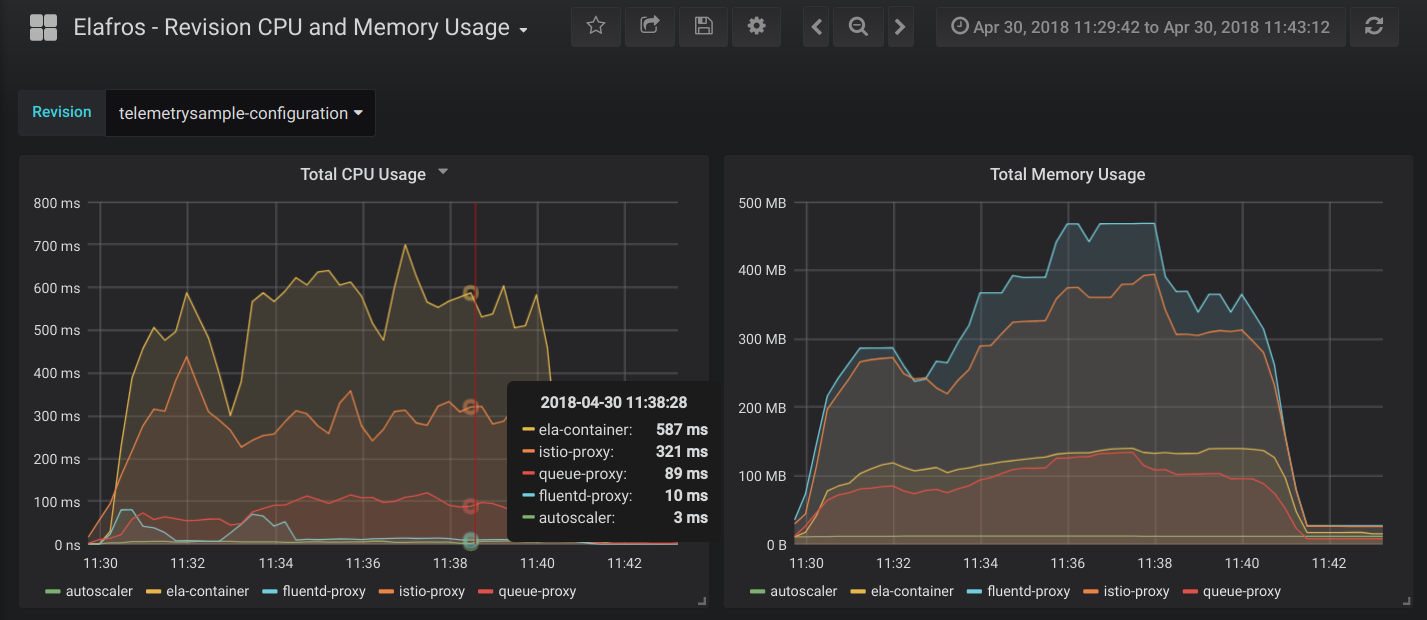 Elafros - Revision CPU and Memory Usage
Apr 30, 2018 11:29:42 to Apr 30, 2018 11:43:12
Revision telemetrysample-configuration
Total CPU Usage
800 ms
700 ms
600 ms
500 ms
400 ms
300 ms
200 ms
100 ms
0 ns
11:30 11:32 11:34 11:36 11:38 11:40 11:42
2018-04-30 11:38:28
ela-container: 587 ms
istio-proxy: 321 ms
queue-proxy: 89 ms
fluentd-proxy: 10 ms
autoscaler: 3 ms
autoscaler ela-container fluentd-proxy istio-proxy queue-proxy
Total Memory Usage
500 MB
400 MB
300 MB
200 MB
100 MB
0 B
11:30 11:32 11:34 11:36 11:38 11:40 11:42
autoscaler ela-container fluentd-proxy istio-proxy queue-proxy